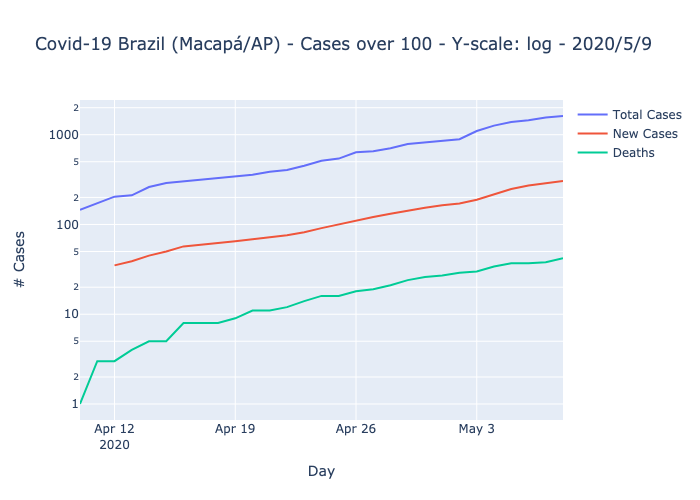 Covid-19 Brazil (Macapá/AP) - Cases over 100 - Y-scale: log - 2020/5/9
Total Cases
New Cases
Deaths
2
1000
5
2
100
5
2
10
5
2
1
# Cases
Apr 12
2020
Apr 19
Apr 26
May 3
Day